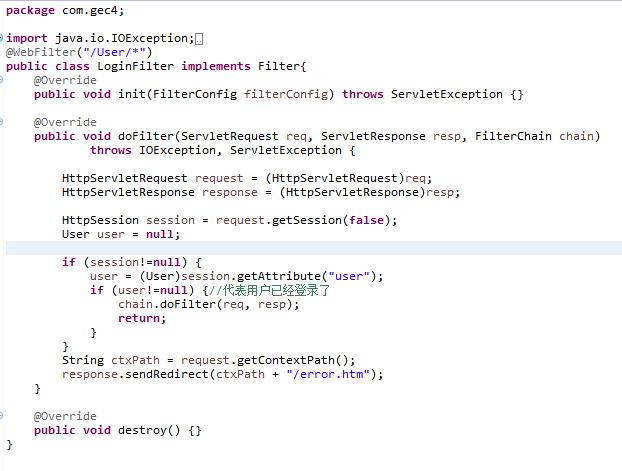 package com.gec4;
import java.io.IOException;
@WebFilter("/User/*")
public class LoginFilter implements Filter{
@Override
public void init(FilterConfig filterConfig) throws ServletException {}
@Override
public void doFilter(ServletRequest req, ServletResponse resp, FilterChain chain)
throws IOException, ServletException {
HttpServletRequest request = (HttpServletRequest)req;
HttpServletResponse response = (HttpServletResponse)resp;
HttpSession session = request.getSession(false);
User user = null;
if (session!=null) {
user = (User)session.getAttribute("user");
if (user!=null) {//代表用户已经登录了
chain.doFilter(req, resp);
return;
}
}
String ctxPath = request.getContextPath();
response.sendRedirect(ctxPath + "/error.htm");
}
@Override
public void destroy() {}
}